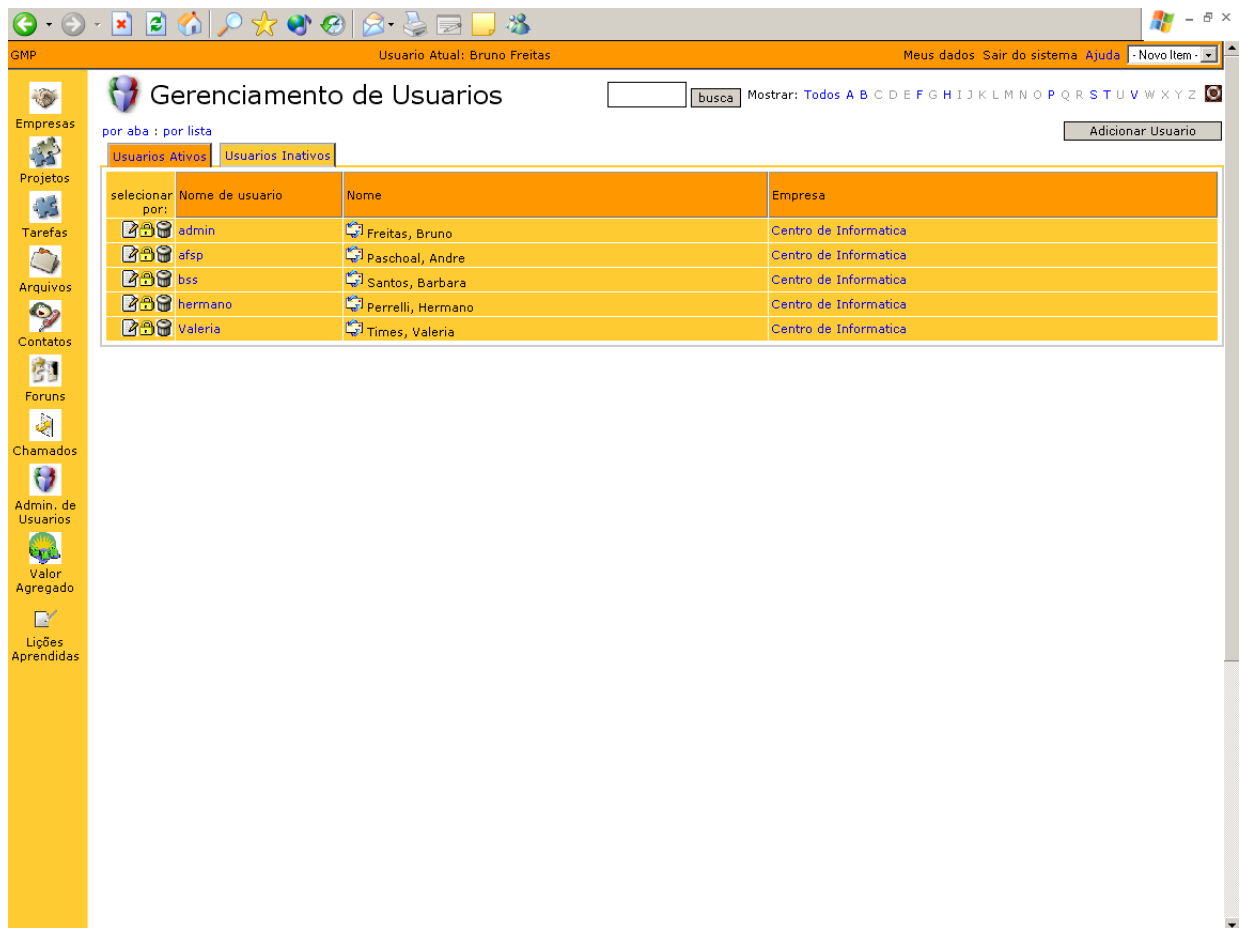 GMP Usuario Atual: Bruno Freitas Meus dados Sair do sistema Ajuda - Novo Item -
Gerenciamento de Usuarios busca Mostrar: Todos A B C D E F G H I J K L M N O P Q R S T U V W X Y Z
por aba : por lista Adicionar Usuario
Usuarios Ativos Usuarios Inativos
selecionar por: Nome de usuario Nome Empresa
admin Freitas, Bruno Centro de Informatica
afsp Paschoal, Andre Centro de Informatica
bss Santos, Barbara Centro de Informatica
hermano Perrelli, Hermano Centro de Informatica
Valeria Times, Valeria Centro de Informatica
Empresas
Projetos
Tarefas
Arquivos
Contatos
Foruns
Chamados
Admin. de
Usuarios
Valor
Agregado
Lições
Aprendidas